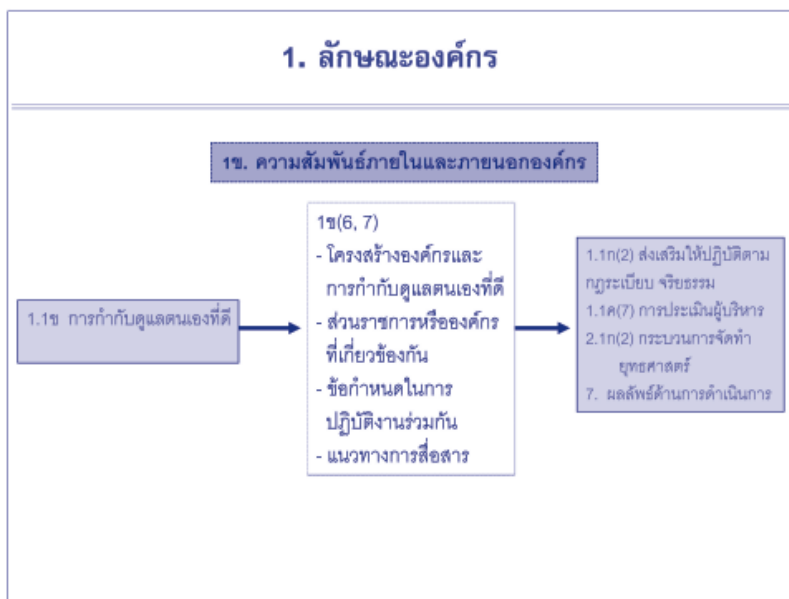 1. ลักษณะองค์กร
1ข. ความสัมพันธ์ภายในและภายนอกองค์กร
1.1ข การกำกับดูแลตนเองที่ดี
1ข(6, 7)
- โครงสร้างองค์กรและ
การกำกับดูแลตนเองที่ดี
- ส่วนราชการหรือองค์กร
ที่เกี่ยวข้องกัน
- ข้อกำหนดในการ
ปฏิบัติงานร่วมกัน
- แนวทางการสื่อสาร
1.1ก(2) ส่งเสริมให้ปฏิบัติตาม
กฎระเบียบ จริยธรรม
1.1ค(7) การประเมินผู้บริหาร
2.1ก(2) กระบวนการจัดทำ
ยุทธศาสตร์
7. ผลลัพธ์ด้านการดำเนินการ